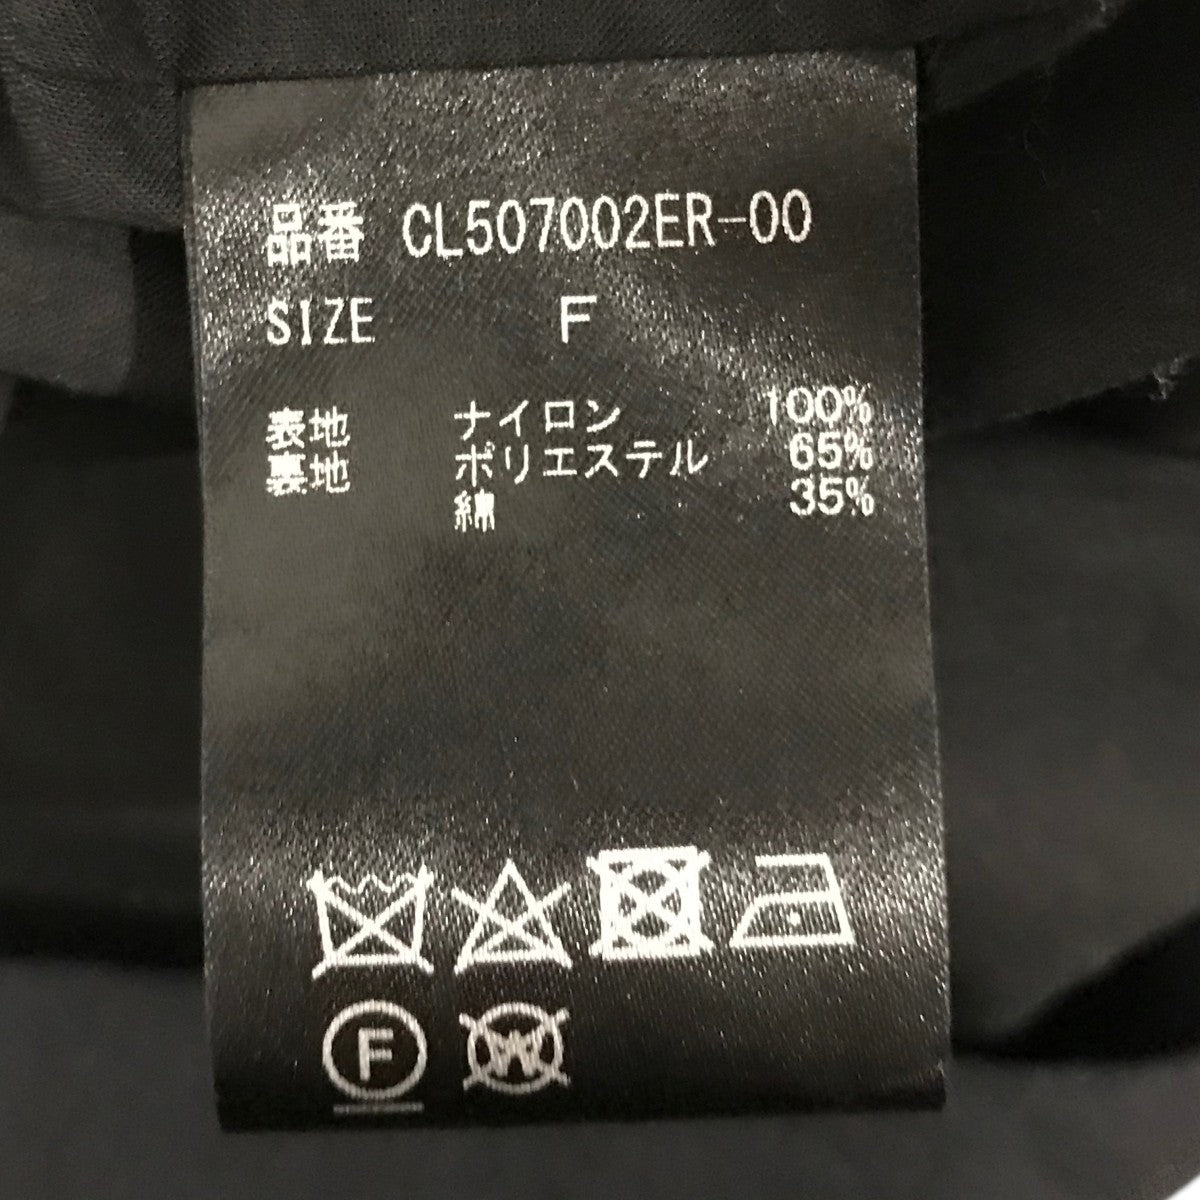 品番 CL507002ER-00
SIZE F
表地 ナイロン 100%
裏地 ポリエステル 65%
綿 35%
F
W